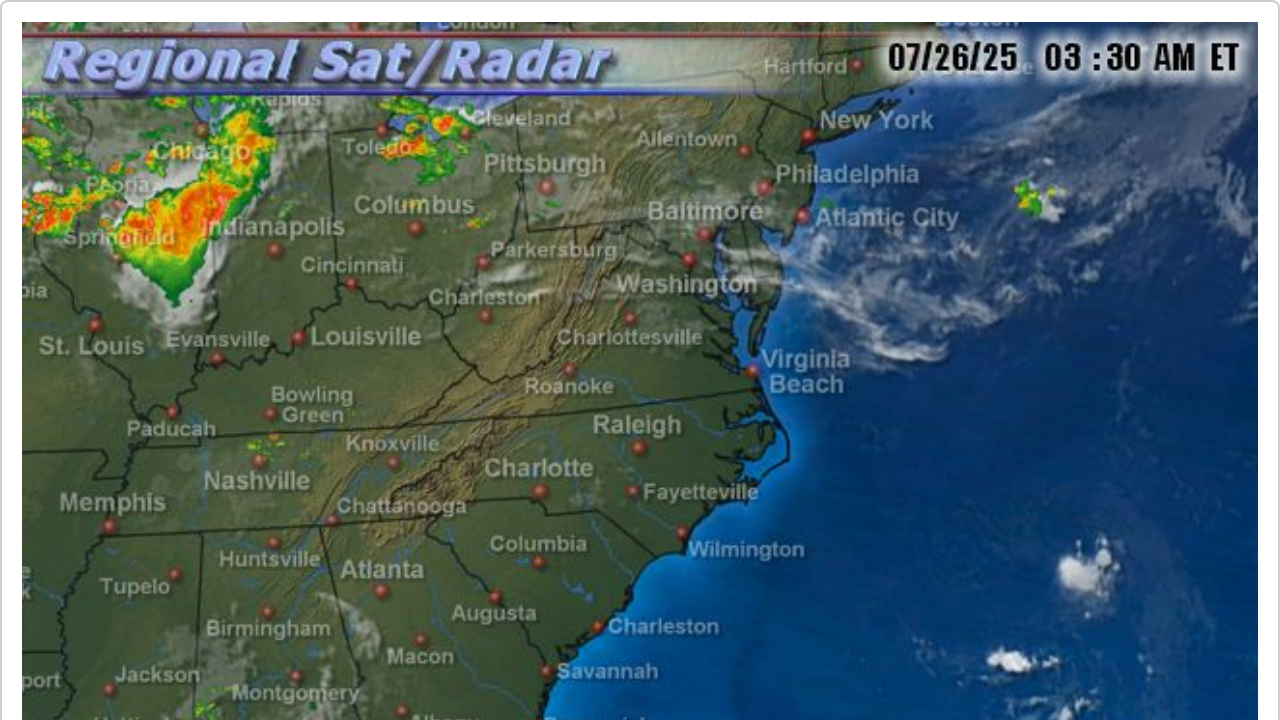 Regional Sat/Radar
07/26/25 03 :30 AM ET
London
Boston
Hartford
Rapids
Cleveland
New York
Chicago
Toledo
Allentown
Pittsburgh
Philadelphia
Peoria
Columbus
Baltimore
Atlantic City
Springfield
Indianapolis
Parkersburg
Cincinnati
Washington
Charleston
St. Louis
Evansville
Louisville
Charlottesville
Virginia
Beach
Roanoke
Bowling
Green
Paducah
Raleigh
Knoxville
Nashville
Charlotte
Memphis
Chattanooga
Fayetteville
Huntsville
Columbia
Wilmington
Tupelo
Atlanta
Augusta
Birmingham
Charleston
Macon
Jackson
Savannah
port
Montgomery